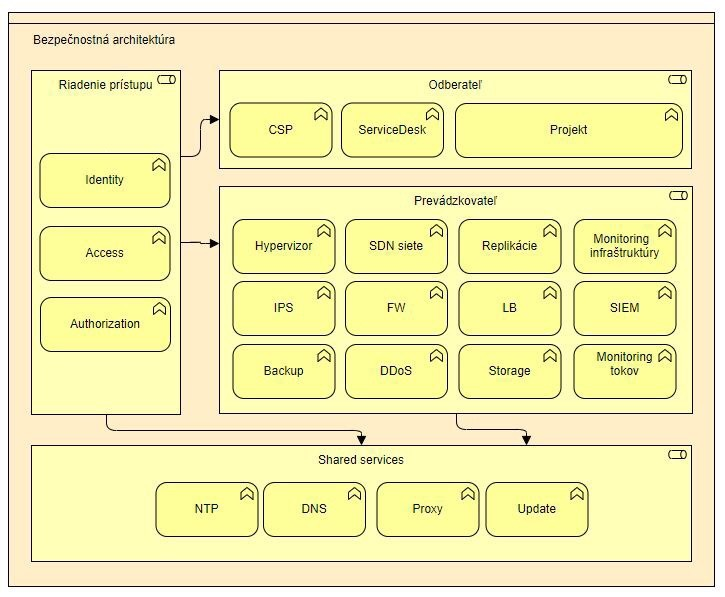 Bezpečnostná architektúra
Riadenie prístupu
Identity
Access
Authorization
Odberateľ
CSP
ServiceDesk
Projekt
Prevádzkovateľ
Hypervizor
SDN siete
Replikácie
Monitoring
infraštruktúry
IPS
FW
LB
SIEM
Backup
DDoS
Storage
Monitoring
tokov
Shared services
NTP
DNS
Proxy
Update